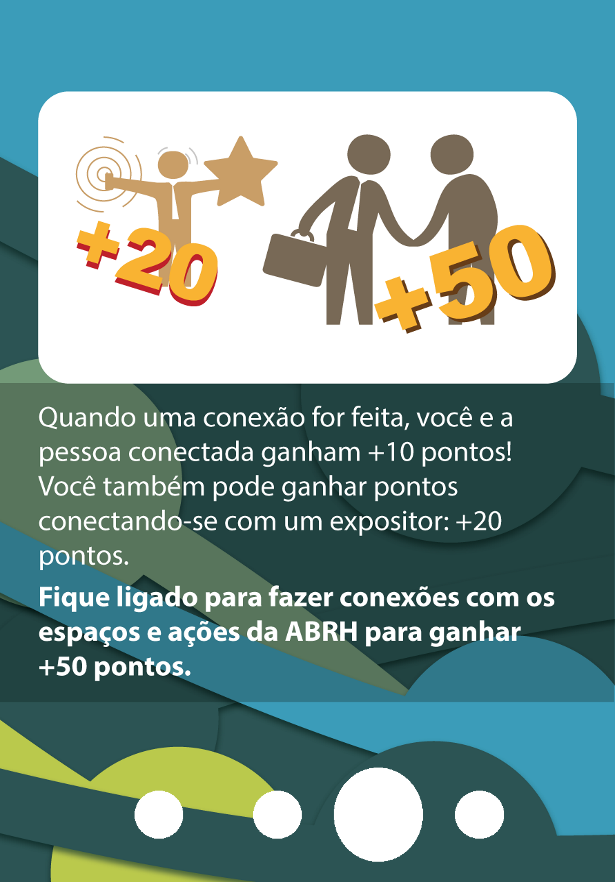 +20
+50
Quando uma conexão for feita, você e a
pessoa conectada ganham +10 pontos!
Você também pode ganhar pontos
conectando-se com um expositor: +20
pontos.
Fique ligado para fazer conexões com os
espaços e ações da ABRH para ganhar
+50 pontos.